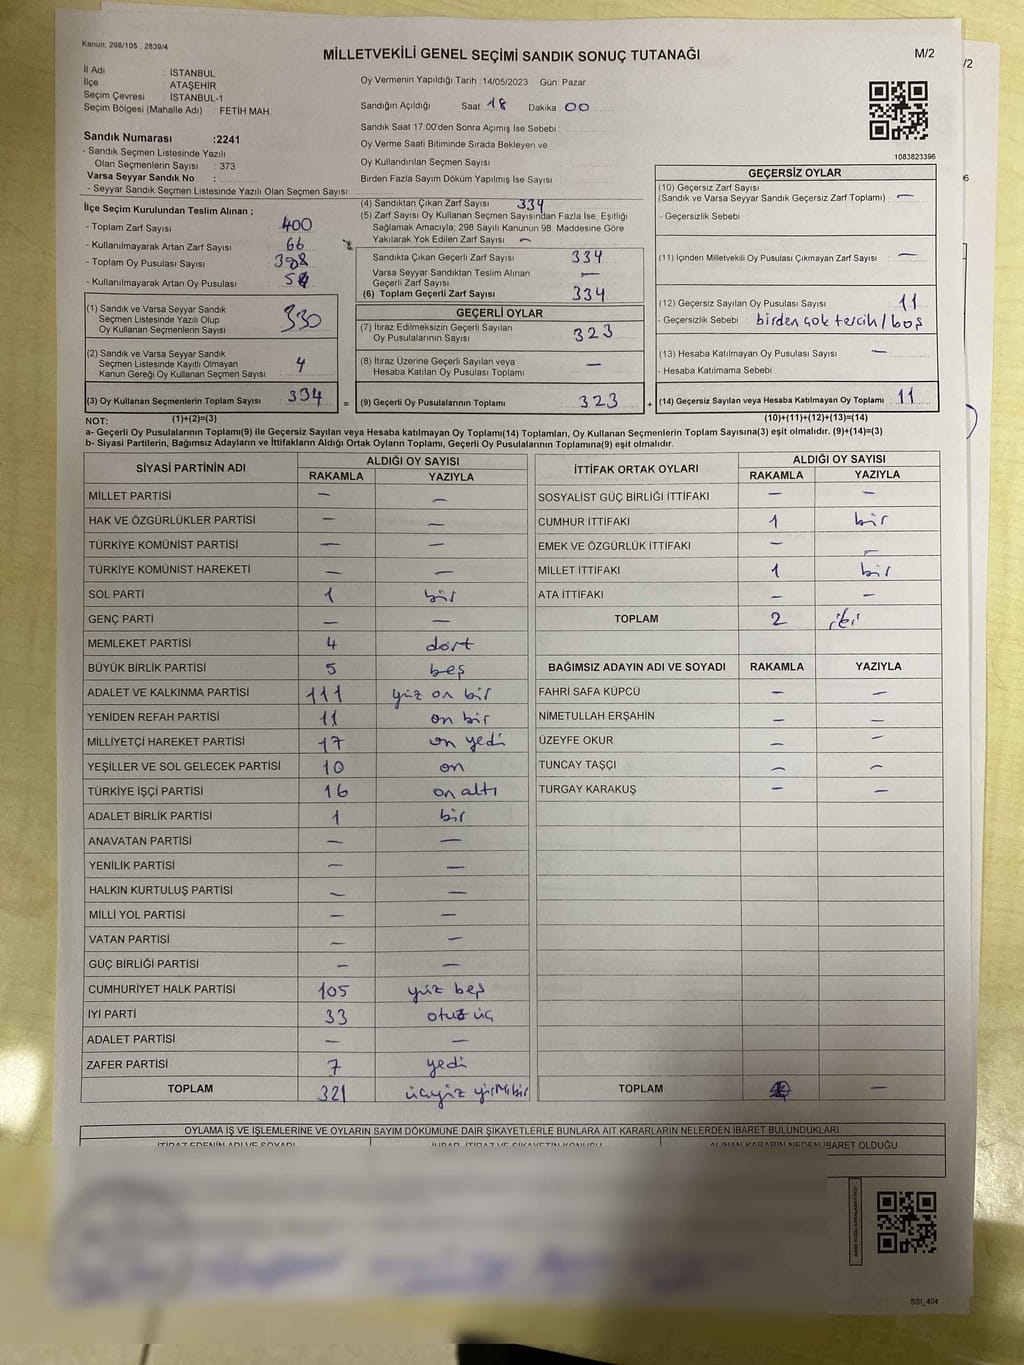 Kanun: 298/105 , 2839/4
MİLLETVEKİLİ GENEL SEÇİMİ SANDIK SONUÇ TUTANAĞI
M/2
/2
İl Adı : İSTANBUL
İlçe : ATAŞEHİR
Seçim Çevresi : İSTANBUL-1
Seçim Bölgesi (Mahalle Adı) : FETİH MAH.
Oy Vermenin Yapıldığı Tarih :14/05/2023 Gün: Pazar
Sandığın Açıldığı Saat 18 Dakika 00
Sandık Saat 17:00'den Sonra Açımış İse Sebebi :
Oy Verme Saati Bitiminde Sırada Bekleyen ve
Oy Kullandırılan Seçmen Sayısı :
Birden Fazla Sayım Döküm Yapılmış İse Sayısı :
1083823396
Sandık Numarası :2241
- Sandık Seçmen Listesinde Yazılı
Olan Seçmenlerin Sayısı : 373
Varsa Seyyar Sandık No :
- Seyyar Sandık Seçmen Listesinde Yazılı Olan Seçmen Sayısı:
İlçe Seçim Kurulundan Teslim Alınan ;
- Toplam Zarf Sayısı 400
- Kullanılmayarak Artan Zarf Sayısı 66
- Toplam Oy Pusulası Sayısı
- Kullanılmayarak Artan Oy Pusulası
(1) Sandık ve Varsa Seyyar Sandık
Seçmen Listesinde Yazılı Olup
Oy Kullanan Seçmenlerin Sayısı 330
(2) Sandık ve Varsa Seyyar Sandık
Seçmen Listesinde Kayıtlı Olmayan
Kanun Gereği Oy Kullanan Seçmen Sayısı 4
(3) Oy Kullanan Seçmenlerin Toplam Sayısı 334 =
(1)+(2)=(3)
(4) Sandıktan Çıkan Zarf Sayısı 334
(5) Zarf Sayısı Oy Kullanan Seçmen Sayısından Fazla İse, Eşitliği
Sağlamak Amacıyla; 298 Sayılı Kanunun 98. Maddesine Göre
Yakılarak Yok Edilen Zarf Sayısı : —
Sandıkta Çıkan Geçerli Zarf Sayısı 334
Varsa Seyyar Sandıktan Teslim Alınan
Geçerli Zarf Sayısı —
(6) Toplam Geçerli Zarf Sayısı 334
GEÇERLİ OYLAR
(7) İtiraz Edilmeksizin Geçerli Sayılan
Oy Pusulalarının Sayısı 323
(8) İtiraz Üzerine Geçerli Sayılan veya
Hesaba Katılan Oy Pusulası Toplamı —
(9) Geçerli Oy Pusulalarının Toplamı 323 +
GEÇERSİZ OYLAR
(10) Geçersiz Zarf Sayısı
(Sandık ve Varsa Seyyar Sandık Geçersiz Zarf Toplamı) : —
- Geçersizlik Sebebi :
(11) İçinden Milletvekili Oy Pusulası Çıkmayan Zarf Sayısı : —
(12) Geçersiz Sayılan Oy Pusulası Sayısı : 11
- Geçersizlik Sebebi : birden çok tercih / boş
(13) Hesaba Katılmayan Oy Pusulası Sayısı : —
- Hesaba Katılmama Sebebi :
(14) Geçersiz Sayılan veya Hesaba Katılmayan Oy Toplamı 11
(10)+(11)+(12)+(13)=(14)
NOT:
a- Geçerli Oy Pusulalarının Toplamı(9) ile Geçersiz Sayılan veya Hesaba katılmayan Oy Toplamı(14) Toplamları, Oy Kullanan Seçmenlerin Toplam Sayısına(3) eşit olmalıdır. (9)+(14)=(3)
b- Siyasi Partilerin, Bağımsız Adayların ve İttifakların Aldığı Ortak Oyların Toplamı, Geçerli Oy Pusulalarının Toplamına(9) eşit olmalıdır.
SİYASİ PARTİNİN ADI ALDIĞI OY SAYISI
RAKAMLA YAZIYLA
MİLLET PARTİSİ — —
HAK VE ÖZGÜRLÜKLER PARTİSİ — —
TÜRKİYE KOMÜNİST PARTİSİ — —
TÜRKİYE KOMÜNİST HAREKETİ — —
SOL PARTİ 1 bir
GENÇ PARTİ — —
MEMLEKET PARTİSİ 4 dört
BÜYÜK BİRLİK PARTİSİ 5 beş
ADALET VE KALKINMA PARTİSİ 111 yüz on bir
YENİDEN REFAH PARTİSİ 11 on bir
MİLLİYETÇİ HAREKET PARTİSİ 17 on yedi
YEŞİLLER VE SOL GELECEK PARTİSİ 10 on
TÜRKİYE İŞÇİ PARTİSİ 16 on altı
ADALET BİRLİK PARTİSİ 1 bir
ANAVATAN PARTİSİ — —
YENİLİK PARTİSİ — —
HALKIN KURTULUŞ PARTİSİ — —
MİLLİ YOL PARTİSİ — —
VATAN PARTİSİ — —
GÜÇ BİRLİĞİ PARTİSİ — —
CUMHURİYET HALK PARTİSİ 105 yüz beş
İYİ PARTİ 33 otuz üç
ADALET PARTİSİ — —
ZAFER PARTİSİ 7 yedi
TOPLAM 321 üçyüz yirmi bir
İTTİFAK ORTAK OYLARI ALDIĞI OY SAYISI
RAKAMLA YAZIYLA
SOSYALİST GÜÇ BİRLİĞİ İTTİFAKI — —
CUMHUR İTTİFAKI 1 bir
EMEK VE ÖZGÜRLÜK İTTİFAKI — —
MİLLET İTTİFAKI 1 bir
ATA İTTİFAKI — —
TOPLAM 2 iki
BAĞIMSIZ ADAYIN ADI VE SOYADI RAKAMLA YAZIYLA
FAHRİ SAFA KÜPCÜ — —
NİMETULLAH ERŞAHİN — —
ÜZEYFE OKUR — —
TUNCAY TAŞÇI — —
TURGAY KARAKUŞ — —
TOPLAM —
OYLAMA İŞ VE İŞLEMLERİNE VE OYLARIN SAYIM DÖKÜMÜNE DAİR ŞİKAYETLERLE BUNLARA AİT KARARLARIN NELERDEN İBARET BULUNDUKLARI
İTİRAZ EDENİN ADI VE SOYADI İHBAR, İTİRAZ VE ŞİKAYETİN KONUSU ALINAN KARARIN NEDEN İBARET OLDUĞU
SSI_404